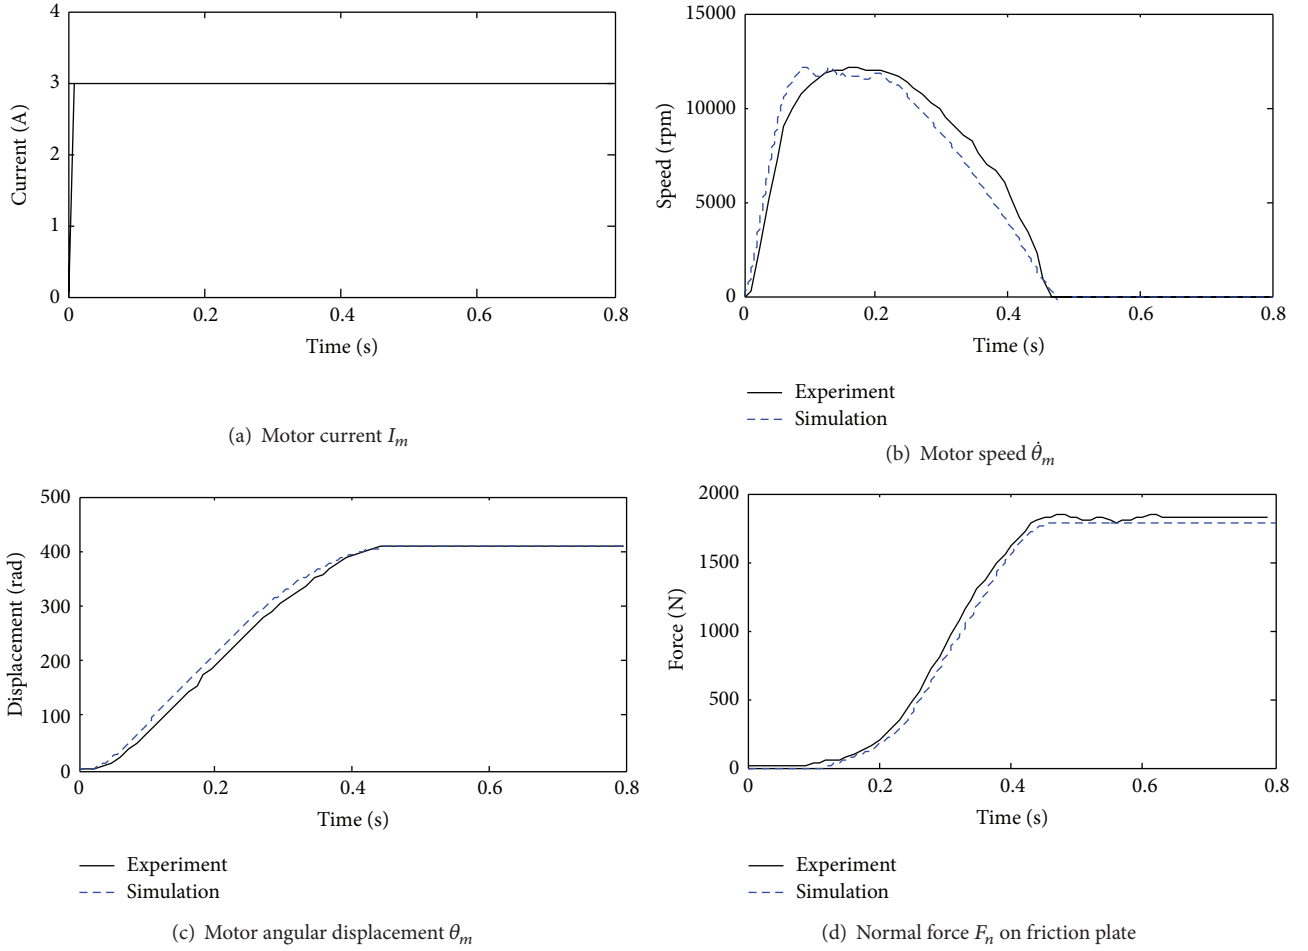 4
3
2
1
0
Current (A)
0 0.2 0.4 0.6 0.8
Time (s)
(a) Motor current I_m
15000
10000
5000
0
Speed (rpm)
0 0.2 0.4 0.6 0.8
Time (s)
Experiment
Simulation
(b) Motor speed θ̇_m
500
400
300
200
100
0
Displacement (rad)
0 0.2 0.4 0.6 0.8
Time (s)
Experiment
Simulation
(c) Motor angular displacement θ_m
2000
1500
1000
500
0
Force (N)
0 0.2 0.4 0.6 0.8
Time (s)
Experiment
Simulation
(d) Normal force F_n on friction plate